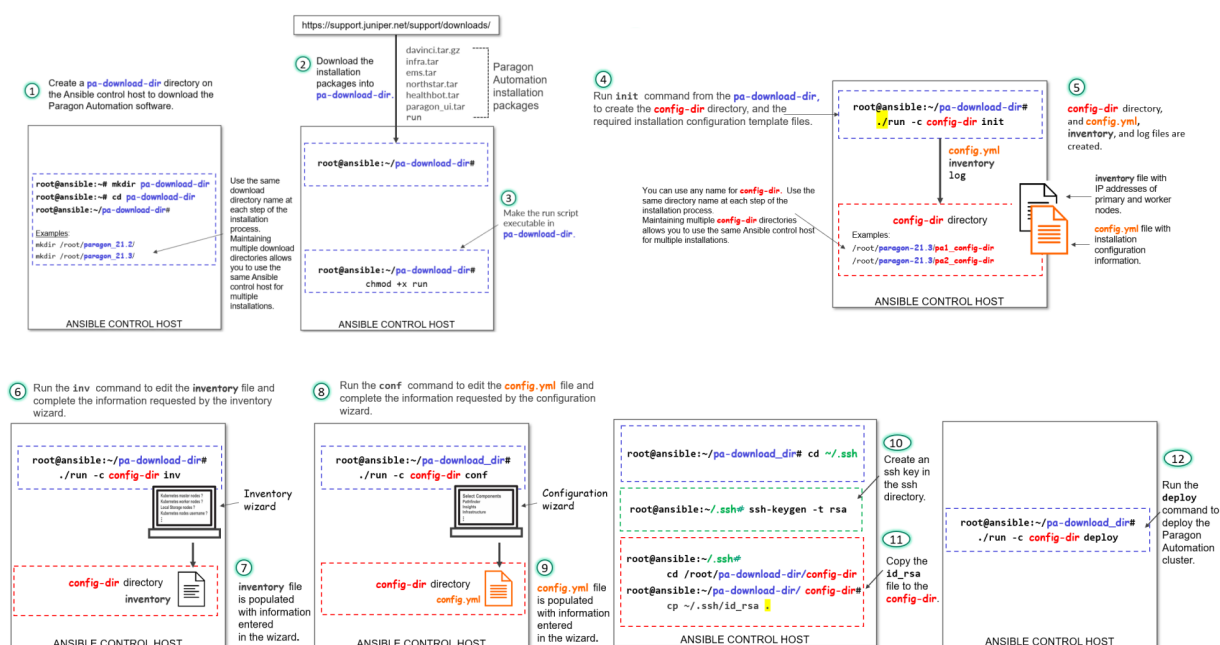 https://support.juniper.net/support/downloads/
1
Create a pa-download-dir directory on
the Ansible control host to download the
Paragon Automation software.
root@ansible:~# mkdir pa-download-dir
root@ansible:~# cd pa-download-dir
root@ansible:~/pa-download-dir#
Examples:
mkdir /root/paragon_21.2/
mkdir /root/paragon_21.3/
ANSIBLE CONTROL HOST
Use the same
download
directory name at
each step of the
installation
process.
Maintaining
multiple download
directories allows
you to use the
same Ansible
control host for
multiple
installations.
2
Download the
installation
packages into
pa-download-dir.
davinci.tar.gz
infra.tar
ems.tar
northstar.tar
healthbot.tar
paragon_ui.tar
run
Paragon
Automation
installation
packages
root@ansible:~/pa-download-dir#
3
Make the run script
executable in
pa-download-dir.
root@ansible:~/pa-download-dir#
chmod +x run
ANSIBLE CONTROL HOST
4
Run init command from the pa-download-dir,
to create the config-dir directory, and the
required installation configuration template files.
root@ansible:~/pa-download-dir#
./run -c config-dir init
config.yml
inventory
log
5
config-dir directory,
and config.yml,
inventory, and log files are
created.
You can use any name for config-dir. Use the
same directory name at each step of the
installation process.
Maintaining multiple config-dir directories
allows you to use the same Ansible control host
for multiple installations.
config-dir directory
Examples:
/root/paragon-21.3/pa1_config-dir
/root/paragon-21.3/pa2_config-dir
ANSIBLE CONTROL HOST
inventory file with
IP addresses of
primary and worker
nodes.
config.yml file with
installation
configuration
information.
6
Run the inv command to edit the inventory file and
complete the information requested by the inventory
wizard.
root@ansible:~/pa-download-dir#
./run -c config-dir inv
Kubernetes master nodes ?
Kubernetes worker nodes ?
Local Storage nodes ?
Kubernetes nodes username ?
Inventory
wizard
config-dir directory
inventory
7
inventory file
is populated
with information
entered
in the wizard.
ANSIBLE CONTROL HOST
8
Run the conf command to edit the config.yml file and
complete the information requested by the configuration
wizard.
root@ansible:~/pa-download_dir#
./run -c config-dir conf
Select Components
Pathfinder
Insights
Infrastructure
Configuration
wizard
config-dir directory
config.yml
9
config.yml file
is populated
with information
entered
in the wizard.
ANSIBLE CONTROL HOST
root@ansible:~/pa-download_dir# cd ~/.ssh
10
Create an
ssh key in
the ssh
directory.
root@ansible:~/.ssh# ssh-keygen -t rsa
11
Copy the
id_rsa
file to the
config-dir.
root@ansible:~/.ssh#
cd /root/pa-download-dir/config-dir
root@ansible:~/pa-download-dir/ config-dir#
cp ~/.ssh/id_rsa .
ANSIBLE CONTROL HOST
root@ansible:~/pa-download_dir#
./run -c config-dir deploy
12
Run the
deploy
command to
deploy the
Paragon
Automation
cluster.
ANSIBLE CONTROL HOST